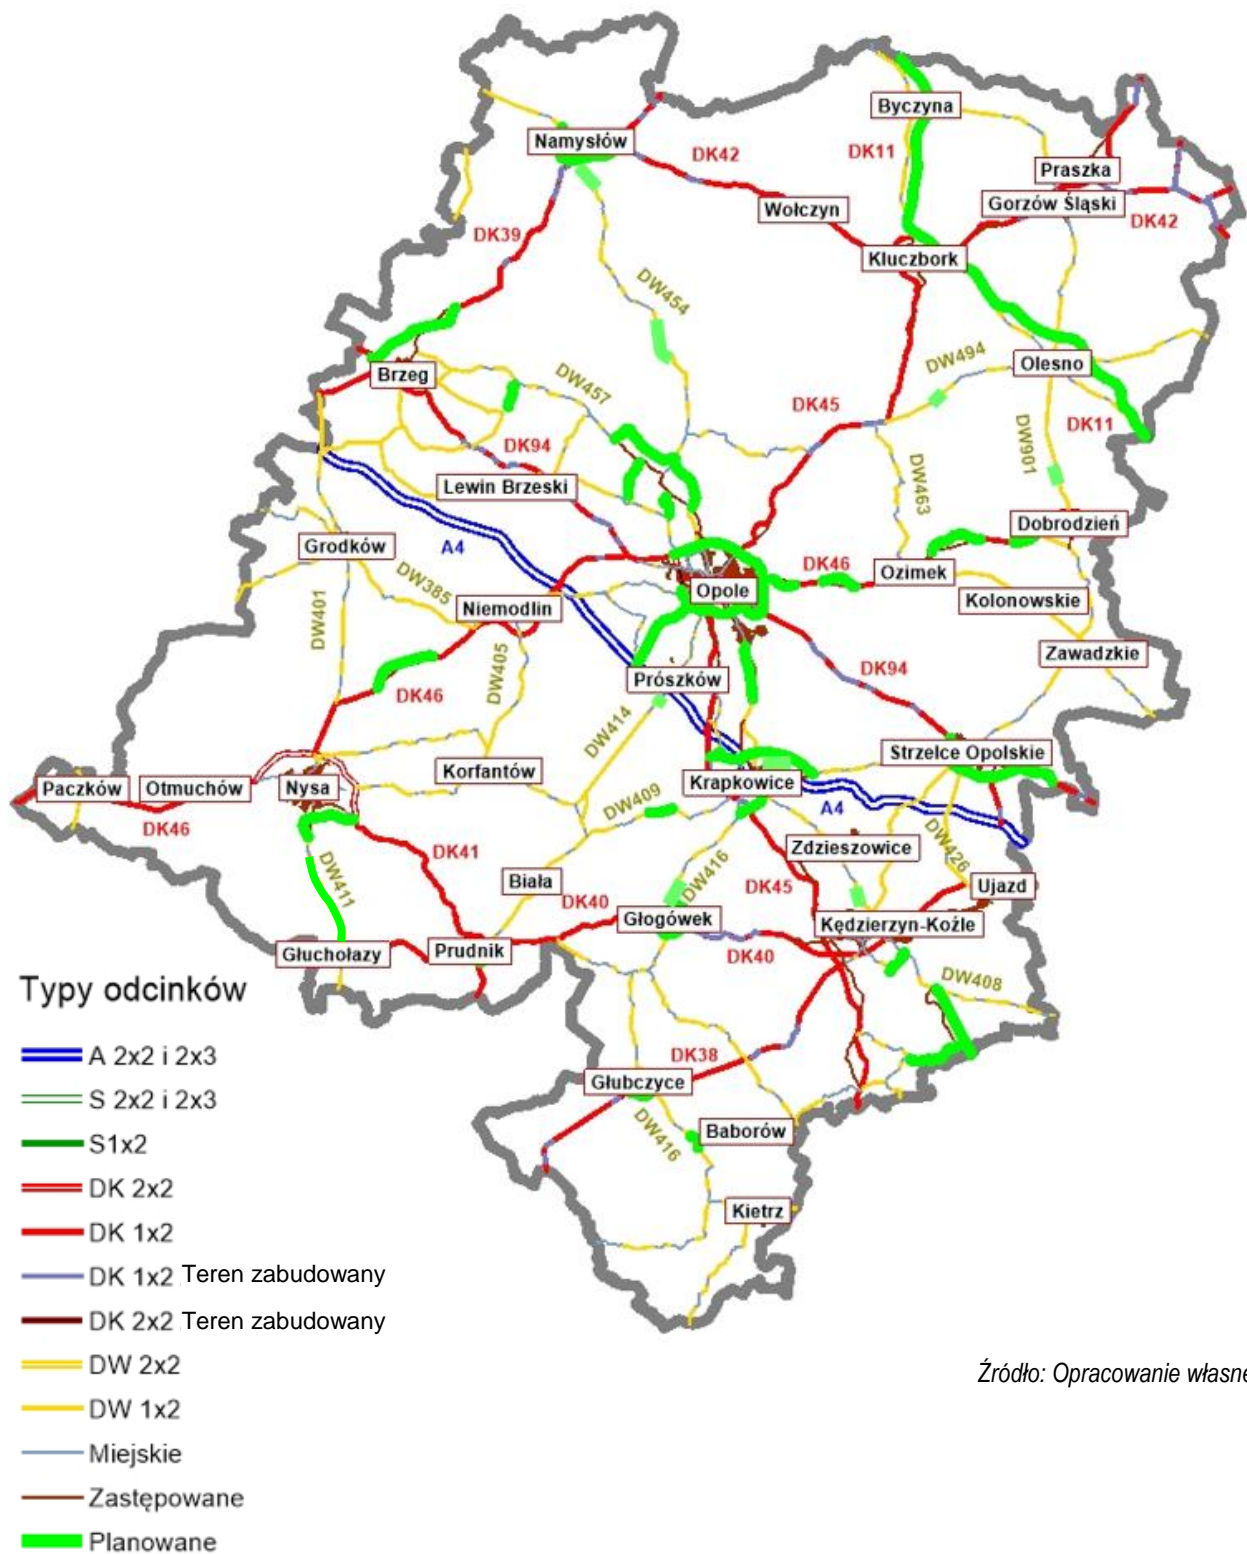 Byczyna
Namysłów
DK42
DK11
Praszka
Gorzów Śląski
Wołczyn
DK42
DK39
Kluczbork
DW454
DW494
Olesno
Brzeg
DW457
DK45
DK11
DK94
DW901
Lewin Brzeski
DW463
Dobrodzień
Grodków
A4
DK46
Ozimek
DW385
Opole
Kolonowskie
DW401
Niemodlin
Zawadzkie
DW405
Prószków
DK94
DK46
DW414
Strzelce Opolskie
Korfantów
Paczków
Otmuchów
Nysa
Krapkowice
DW409
A4
DK46
DK41
Zdzieszowice
DW426
DW416
DW411
Biała
DK45
Ujazd
DK40
Głogówek
Kędzierzyn-Koźle
Głuchołazy
Prudnik
DK40
DW408
DK38
Głubczyce
DW416
Baborów
Kietrz
Typy odcinków
A 2x2 i 2x3
S 2x2 i 2x3
S1x2
DK 2x2
DK 1x2
DK 1x2 Teren zabudowany
DK 2x2 Teren zabudowany
DW 2x2
DW 1x2
Miejskie
Zastępowane
Planowane
Źródło: Opracowanie własne